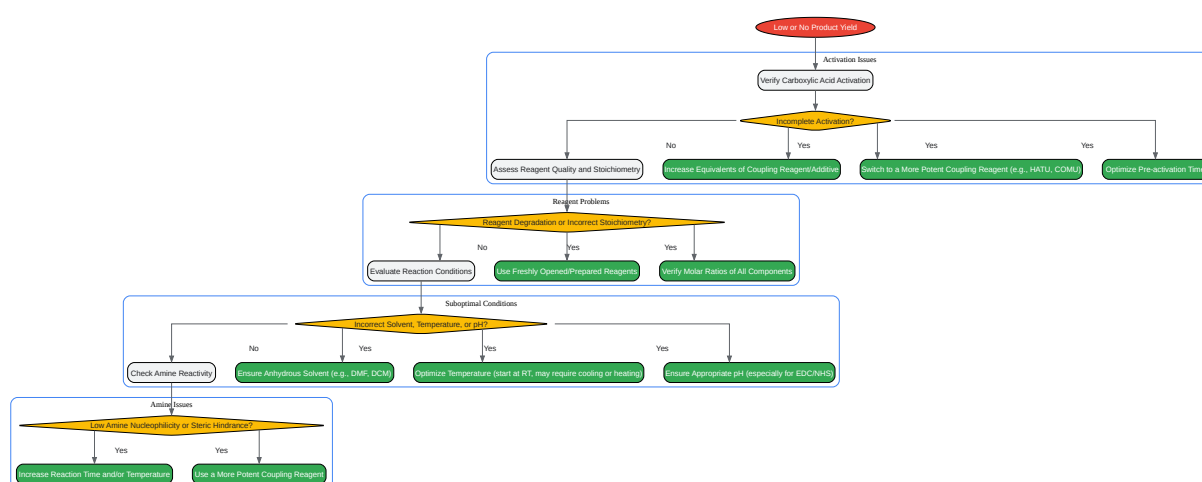 Low or No Product Yield
Activation Issues
Verify Carboxylic Acid Activation
Incomplete Activation?
No
Yes
Yes
Yes
Assess Reagent Quality and Stoichiometry
Increase Equivalents of Coupling Reagent/Additive
Switch to a More Potent Coupling Reagent (e.g., HATU, COMU)
Optimize Pre-activation Time
Reagent Problems
Reagent Degradation or Incorrect Stoichiometry?
No
Yes
Yes
Evaluate Reaction Conditions
Use Freshly Opened/Prepared Reagents
Verify Molar Ratios of All Components
Suboptimal Conditions
Incorrect Solvent, Temperature, or pH?
No
Yes
Yes
Yes
Check Amine Reactivity
Ensure Anhydrous Solvent (e.g., DMF, DCM)
Optimize Temperature (start at RT, may require cooling or heating)
Ensure Appropriate pH (especially for EDC/NHS)
Amine Issues
Low Amine Nucleophilicity or Steric Hindrance?
Yes
Yes
Increase Reaction Time and/or Temperature
Use a More Potent Coupling Reagent